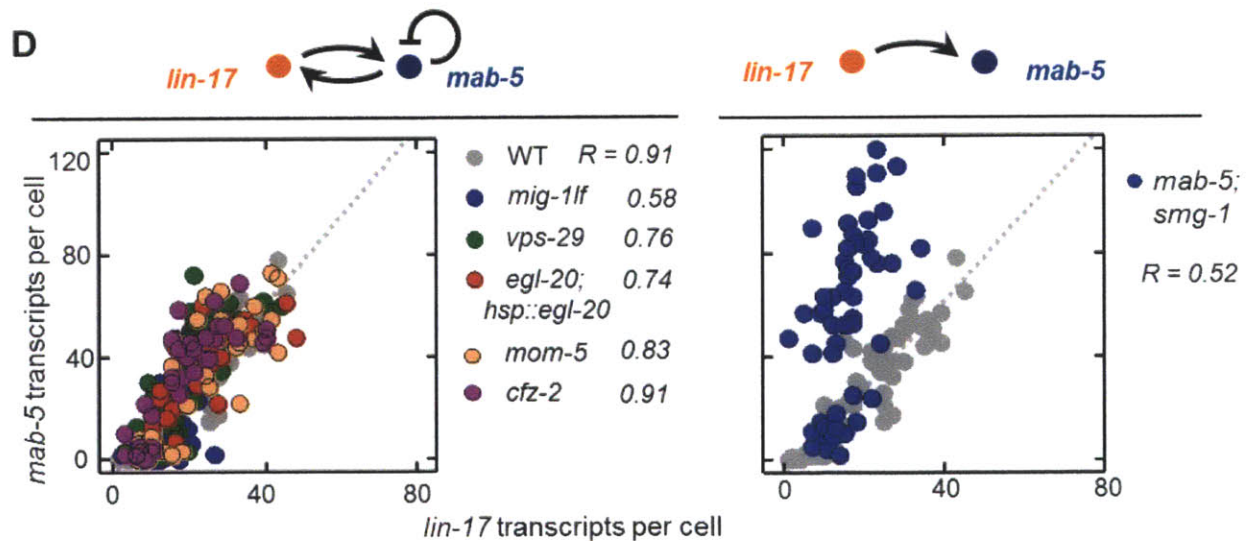 D
lin-17
mab-5
lin-17
mab-5
mab-5 transcripts per cell
120
80
40
0
0
40
80
WT R = 0.91
mig-1lf 0.58
vps-29 0.76
egl-20; 0.74
hsp::egl-20
mom-5 0.83
cfz-2 0.91
0
40
80
mab-5;
smg-1
R = 0.52
lin-17 transcripts per cell